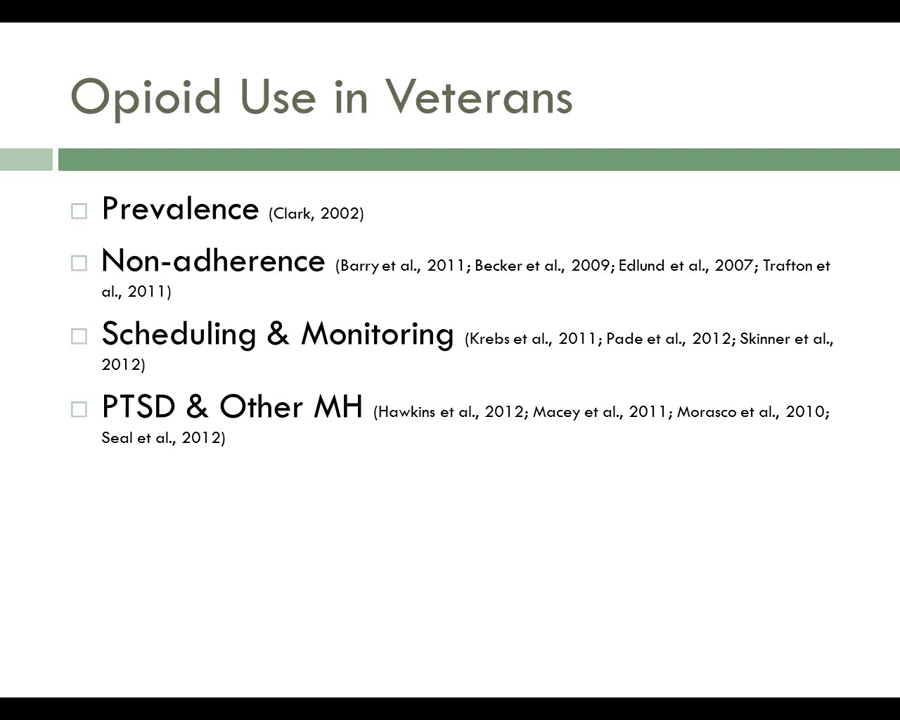 Opioid Use in Veterans
Prevalence (Clark, 2002)
Non-adherence (Barry et al., 2011; Becker et al., 2009; Edlund et al., 2007; Trafton et
al., 2011)
Scheduling & Monitoring (Krebs et al., 2011; Pade et al., 2012; Skinner et al.,
2012)
PTSD & Other MH (Hawkins et al., 2012; Macey et al., 2011; Morasco et al., 2010;
Seal et al., 2012)